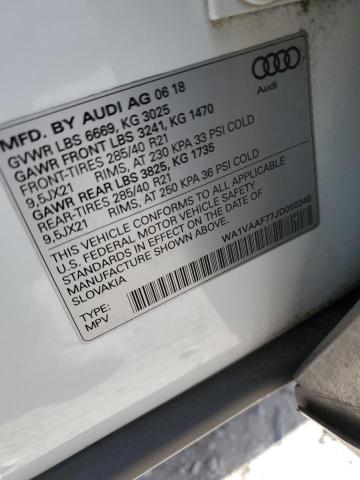 MFD. BY AUDI AG 06 18
GVWR LBS 6669, KG 3025
GAWR FRONT LBS 3241, KG 1470
FRONT-TIRES 285/40 R21
9.5JX21 RIMS, AT 230 KPA 33 PSI COLD
GAWR REAR LBS 3825, KG 1735
REAR-TIRES 285/40 R21
9.5JX21 RIMS, AT 250 KPA 36 PSI COLD
THIS VEHICLE CONFORMS TO ALL APPLICABLE
U.S. FEDERAL MOTOR VEHICLE SAFETY
STANDARDS IN EFFECT ON THE DATE OF
MANUFACTURE SHOWN ABOVE.
SLOVAKIA
WA1VAAF77JD050346
TYPE:
MPV
Audi